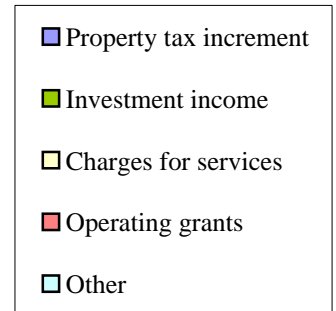 Property tax increment
Investment income
Charges for services
Operating grants
Other